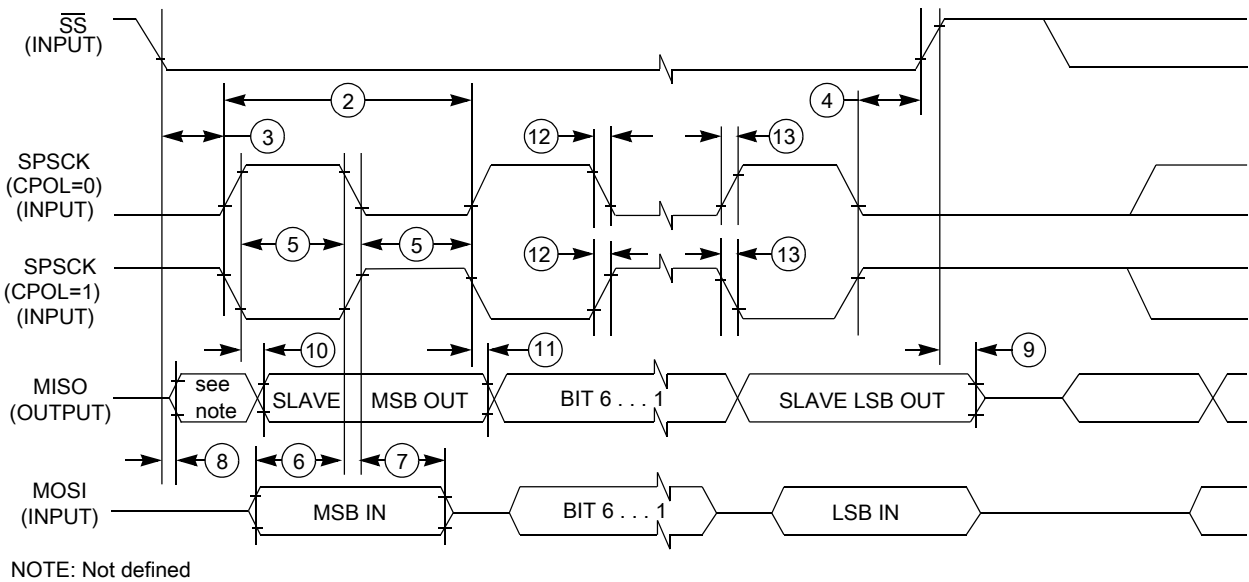 SS
(INPUT)
2
4
3
12
13
SPSCK
(CPOL=0)
(INPUT)
5
5
SPSCK
(CPOL=1)
(INPUT)
12
13
10
11
9
MISO
(OUTPUT)
see
note
SLAVE
MSB OUT
BIT 6 . . . 1
SLAVE LSB OUT
8
6
7
MOSI
(INPUT)
MSB IN
BIT 6 . . . 1
LSB IN
NOTE: Not defined